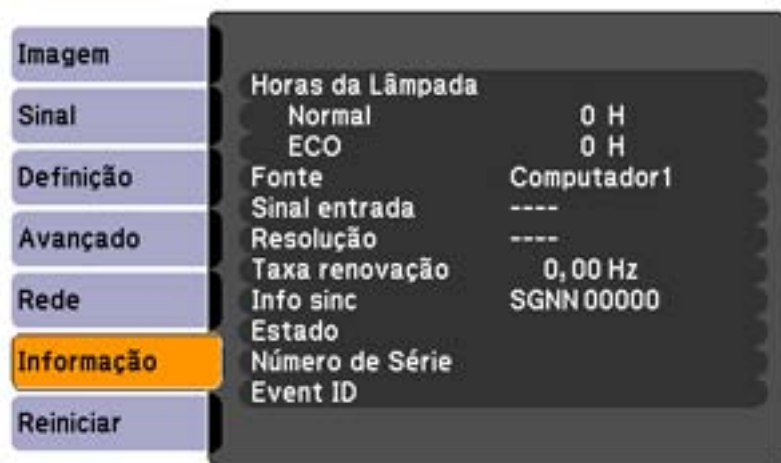 Imagem
Sinal
Definição
Avançado
Rede
Informação
Reiniciar
Horas da Lâmpada
Normal 0 H
ECO 0 H
Fonte Computador1
Sinal entrada ----
Resolução ----
Taxa renovação 0,00 Hz
Info sinc SGNN 00000
Estado
Número de Série
Event ID